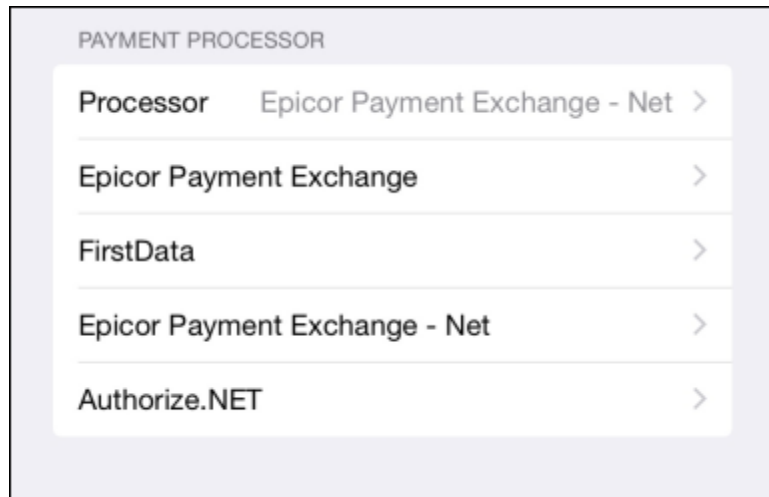 PAYMENT PROCESSOR
Processor Epicor Payment Exchange - Net
Epicor Payment Exchange
FirstData
Epicor Payment Exchange - Net
Authorize.NET